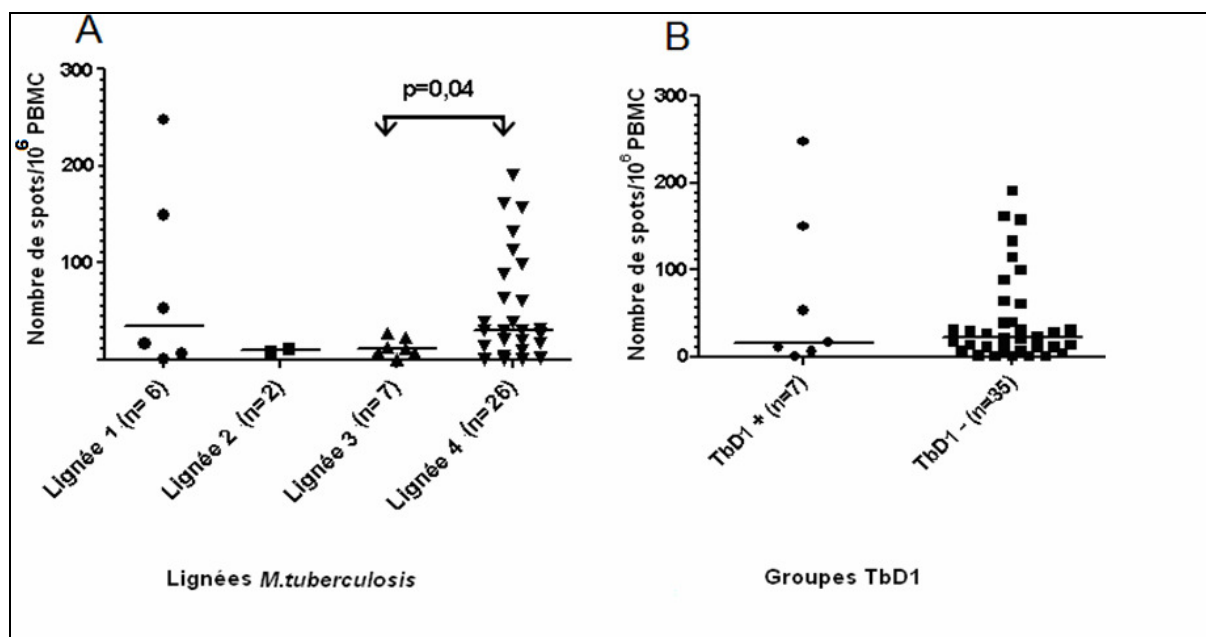 A
Nombre de spots/10⁶ PBMC
300
200
100
p=0,04
Lignée 1 (n= 6)
Lignée 2 (n=2)
Lignée 3 (n=7)
Lignée 4 (n=26)
Lignées M.tuberculosis
B
Nombre de spots/10⁶ PBMC
300
200
100
0
TbD1 + (n=7)
TbD1 - (n=35)
Groupes TbD1